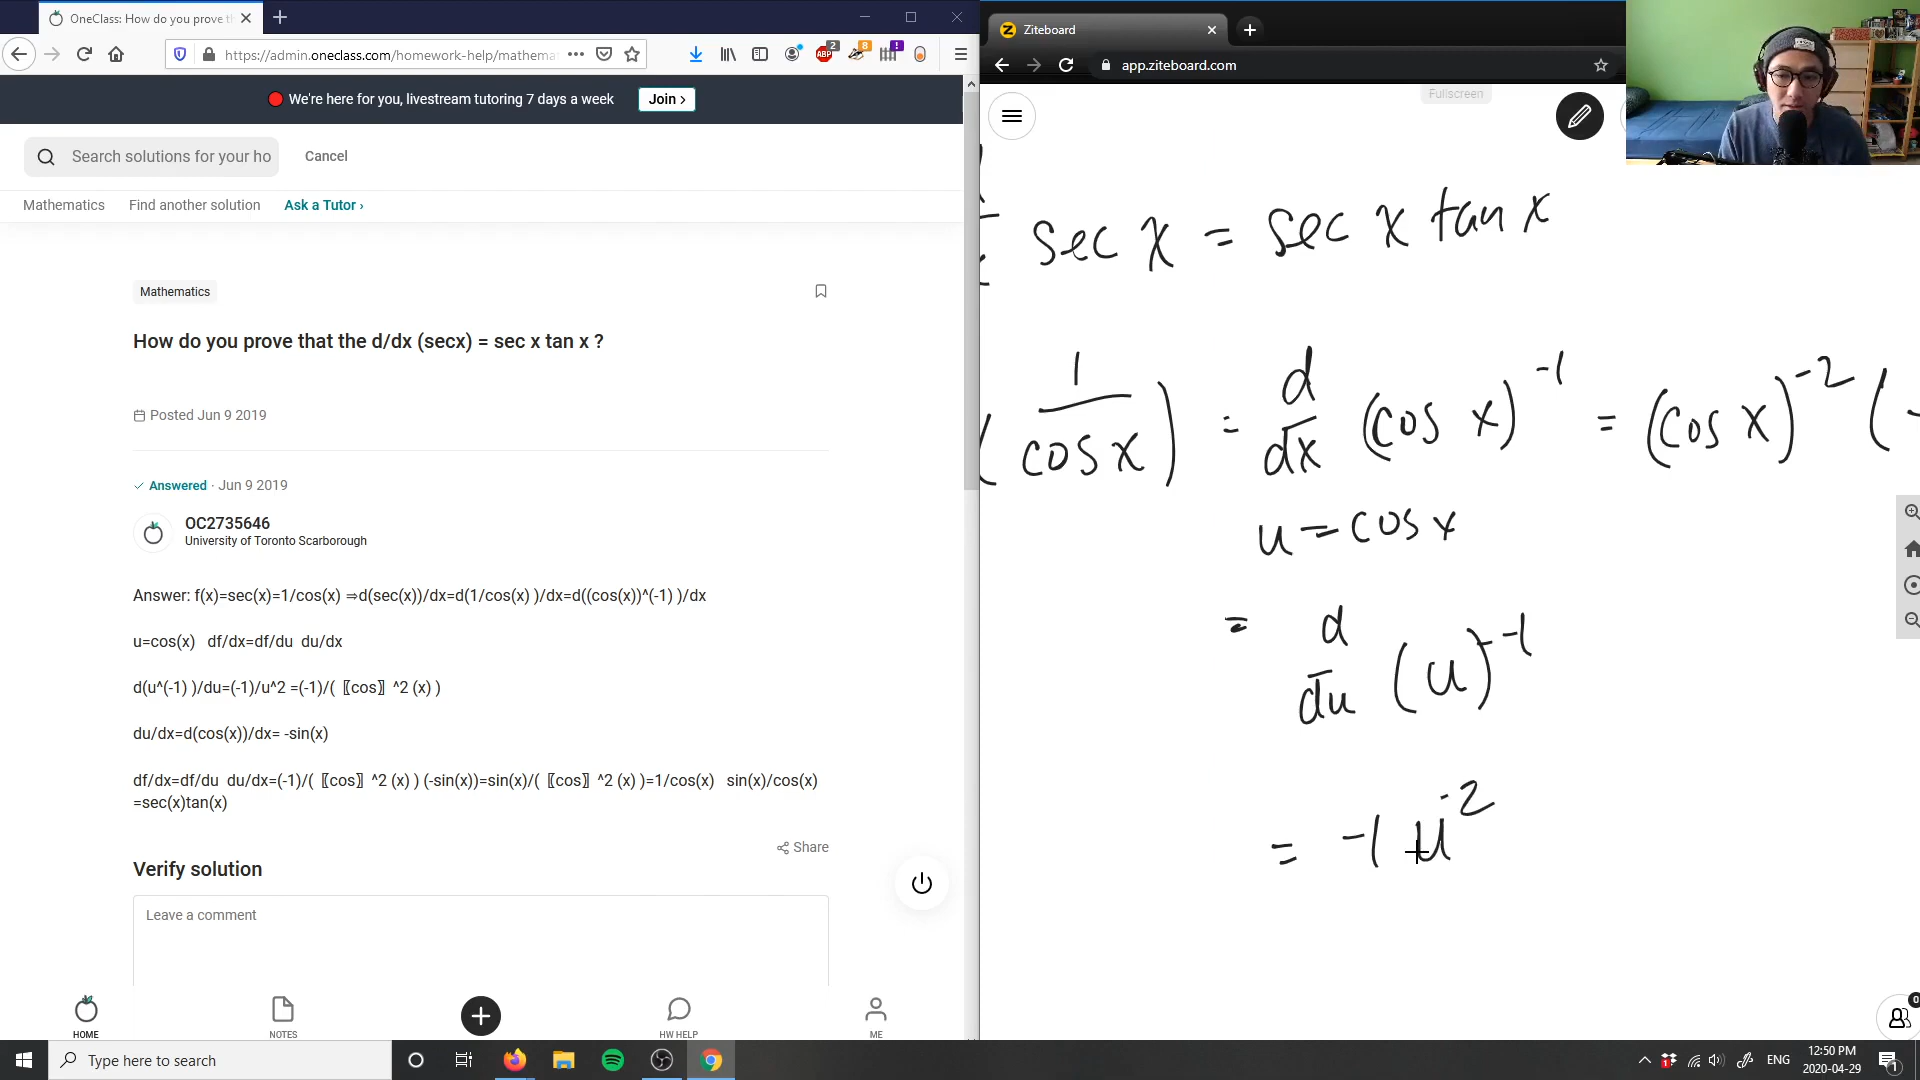 OneClass: How do you prove th
https://admin.oneclass.com/homework-help/mathema
2
8
We're here for you, livestream tutoring 7 days a week
Join ›
Search solutions for your ho
Cancel
Mathematics
Find another solution
Ask a Tutor ›
Mathematics
How do you prove that the d/dx (secx) = sec x tan x ?
Posted Jun 9 2019
Answered · Jun 9 2019
OC2735646
University of Toronto Scarborough
Answer: f(x)=sec(x)=1/cos(x) ⇒d(sec(x))/dx=d(1/cos(x) )/dx=d((cos(x))^(-1) )/dx
u=cos(x) df/dx=df/du du/dx
d(u^(-1) )/du=(-1)/u^2 =(-1)/(〖cos〗^2 (x) )
du/dx=d(cos(x))/dx= -sin(x)
df/dx=df/du du/dx=(-1)/(〖cos〗^2 (x) ) (-sin(x))=sin(x)/(〖cos〗^2 (x) )=1/cos(x) sin(x)/cos(x)
=sec(x)tan(x)
Share
Verify solution
Leave a comment
HOME
NOTES
HW HELP
ME
Ziteboard
app.ziteboard.com
Fullscreen
sec x = sec x tan x
(1/cos x) = d/dx (cos x)^-1 = (cos x)^-2 (-
u = cos x
= d/du (u)^-1
= -1 u^-2
0
Type here to search
ENG
12:50 PM
2020-04-29
1